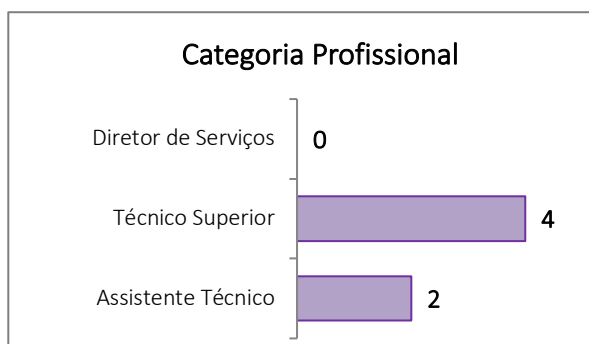 Categoria Profissional
Diretor de Serviços 0
Técnico Superior 4
Assistente Técnico 2